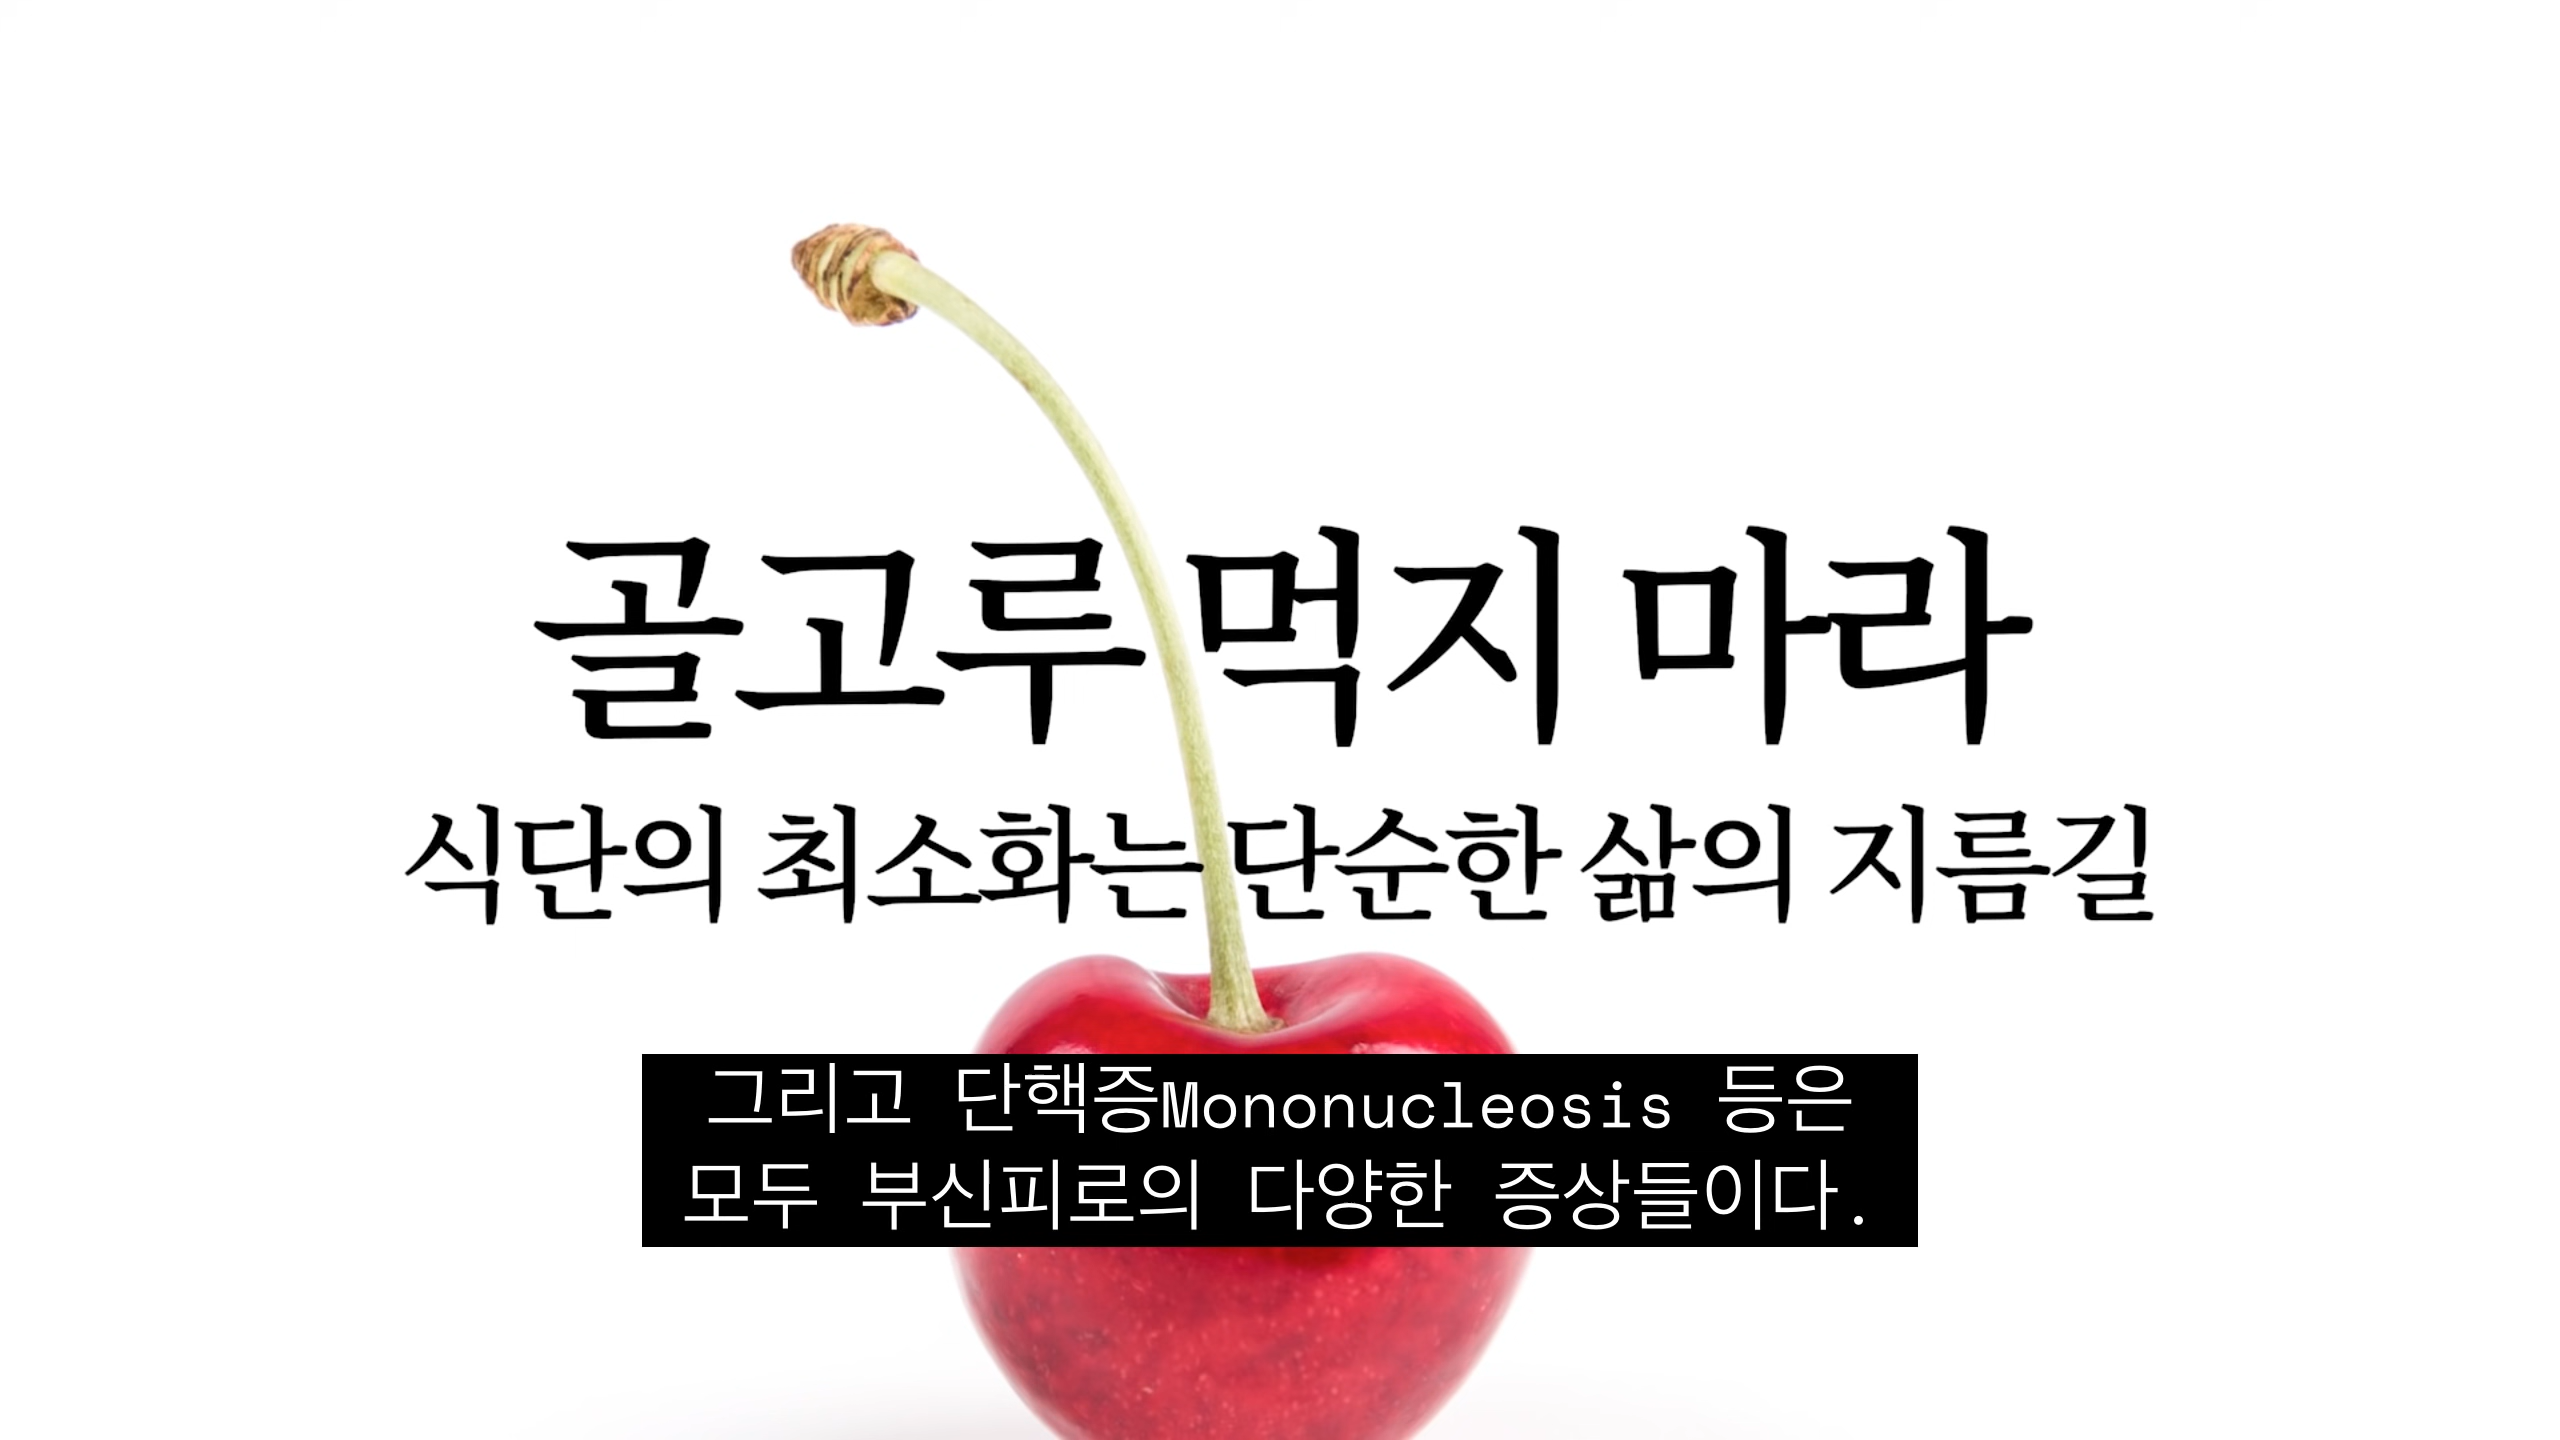 골고루 먹지 마라
식단의 최소화는 단순한 삶의 지름길
그리고 단핵증Mononucleosis 등은
모두 부신피로의 다양한 증상들이다.